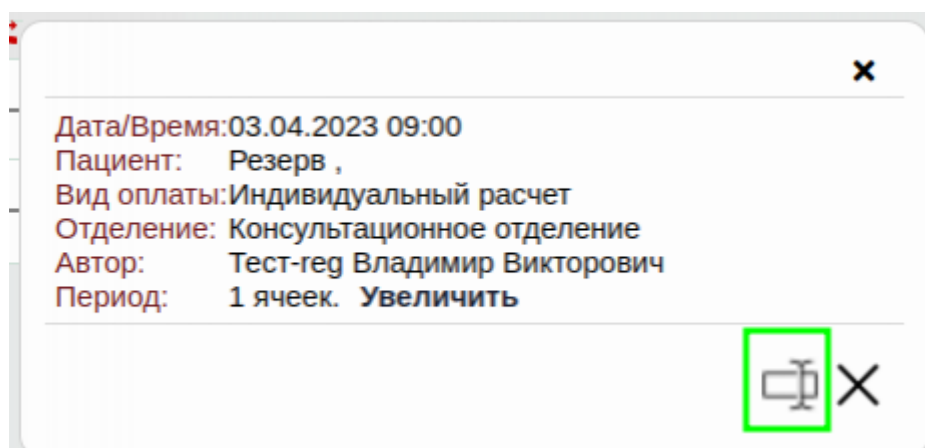 Дата/Время:03.04.2023 09:00
Пациент: Резерв ,
Вид оплаты:Индивидуальный расчет
Отделение: Консультационное отделение
Автор: Тест-reg Владимир Викторович
Период: 1 ячеек. Увеличить